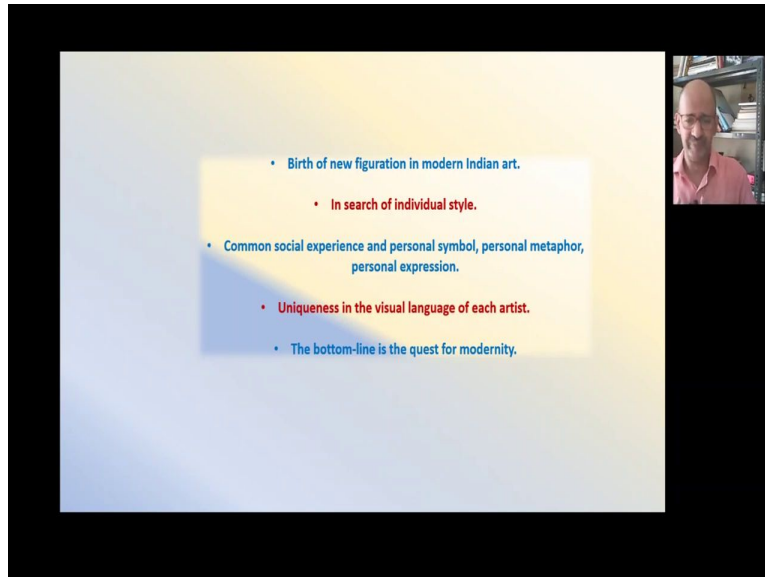 • Birth of new figuration in modern Indian art.
• In search of individual style.
• Common social experience and personal symbol, personal metaphor,
personal expression.
• Uniqueness in the visual language of each artist.
• The bottom-line is the quest for modernity.